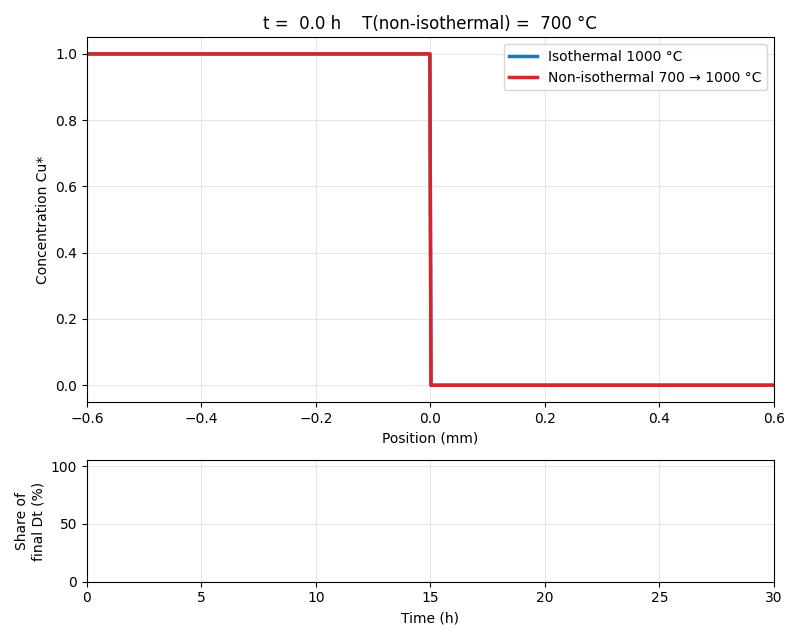 t =  0.0 h    T(non-isothermal) =  700 °C
Isothermal 1000 °C
Non-isothermal 700 → 1000 °C
1.0
0.8
0.6
0.4
0.2
0.0
Concentration Cu*
−0.6 −0.4 −0.2 0.0 0.2 0.4 0.6
Position (mm)
100
50
0
Share of
final Dt (%)
0 5 10 15 20 25 30
Time (h)